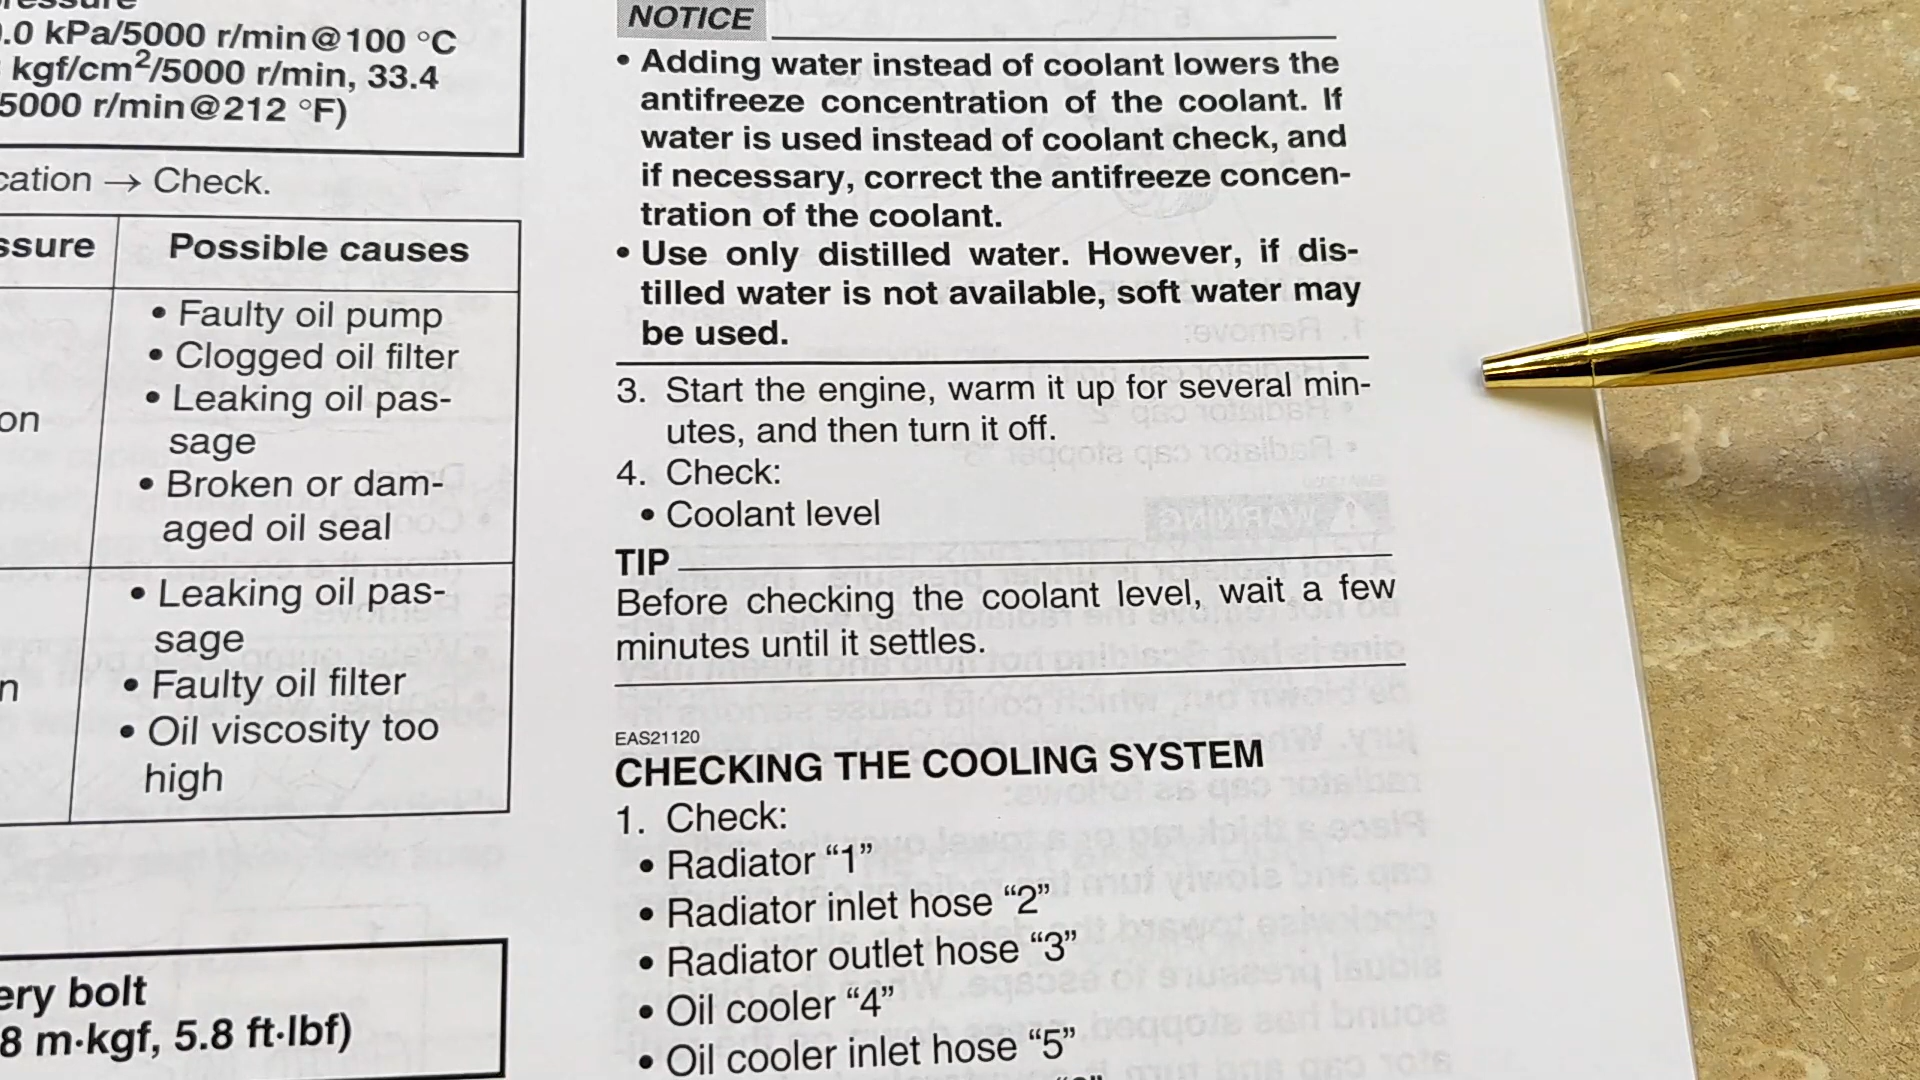 .0 kPa/5000 r/min@100 °C
kgf/cm²/5000 r/min, 33.4
5000 r/min@212 °F)
→ Check.
Possible causes
• Faulty oil pump
• Clogged oil filter
• Leaking oil pas-
sage
on
• Broken or dam-
aged oil seal
• Leaking oil pas-
sage
• Faulty oil filter
n
• Oil viscosity too
high
bolt
8 m·kgf, 5.8 ft·lbf)
NOTICE
• Adding water instead of coolant lowers the
antifreeze concentration of the coolant. If
water is used instead of coolant check, and
if necessary, correct the antifreeze concen-
tration of the coolant.
• Use only distilled water. However, if dis-
tilled water is not available, soft water may
be used.
3. Start the engine, warm it up for several min-
utes, and then turn it off.
4. Check:
• Coolant level
TIP
Before checking the coolant level, wait a few
minutes until it settles.
EAS21120
CHECKING THE COOLING SYSTEM
1. Check:
• Radiator “1”
• Radiator inlet hose “2”
• Radiator outlet hose “3”
• Oil cooler “4”
• Oil cooler inlet hose “5”